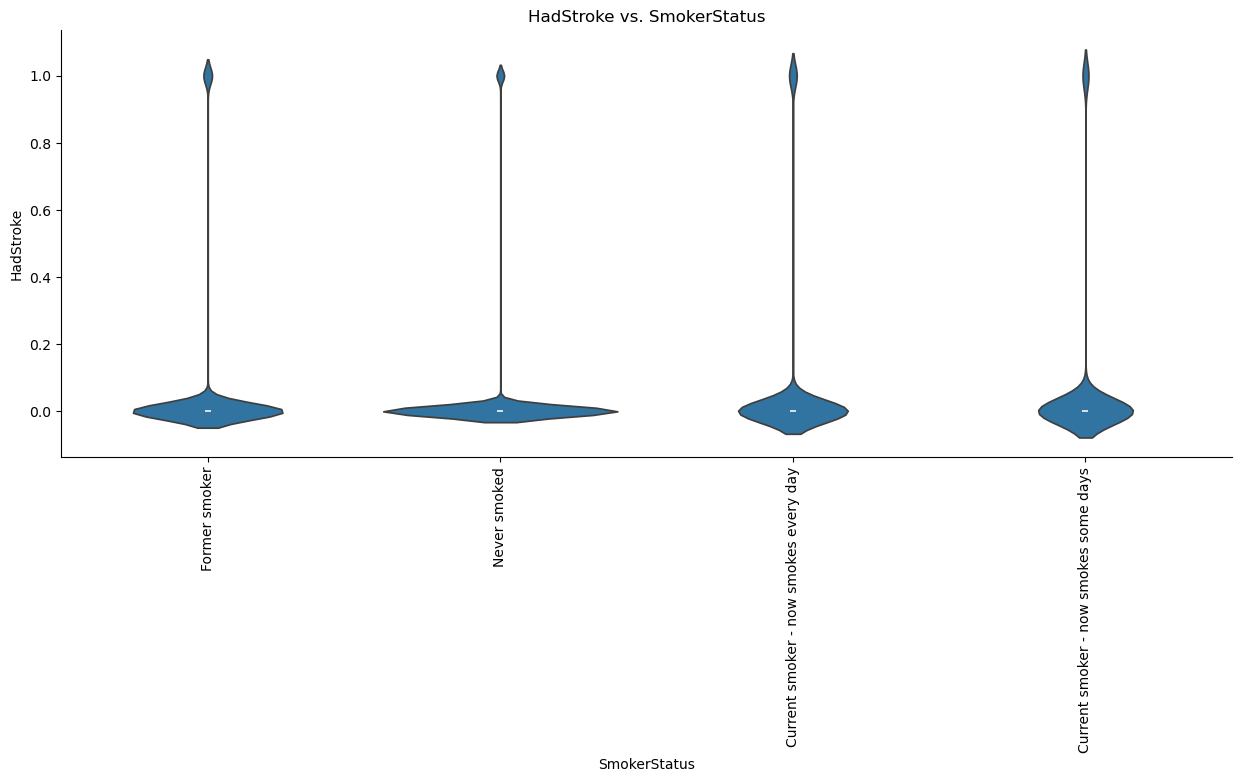 HadStroke vs. SmokerStatus
HadStroke
1.0
0.8
0.6
0.4
0.2
0.0
Former smoker
Never smoked
Current smoker - now smokes every day
Current smoker - now smokes some days
SmokerStatus